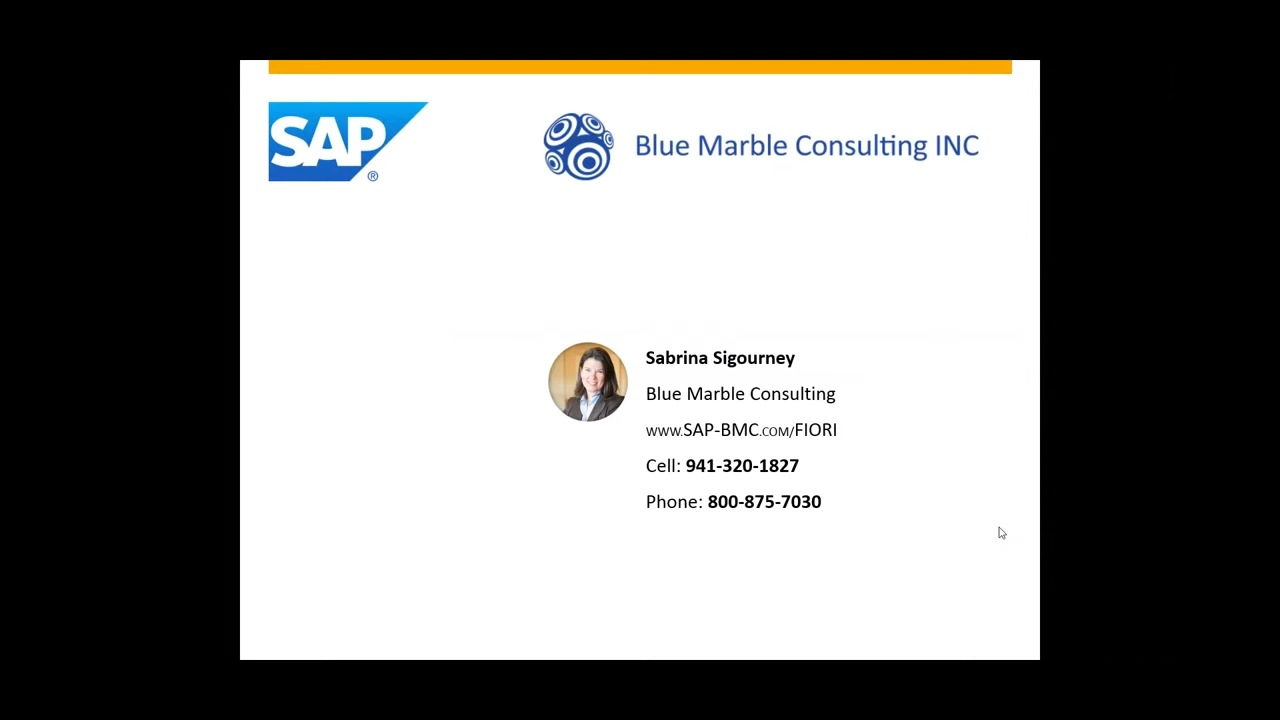 SAP®
Blue Marble Consulting INC
Sabrina Sigourney
Blue Marble Consulting
www.SAP-BMC.com/FIORI
Cell: 941-320-1827
Phone: 800-875-7030